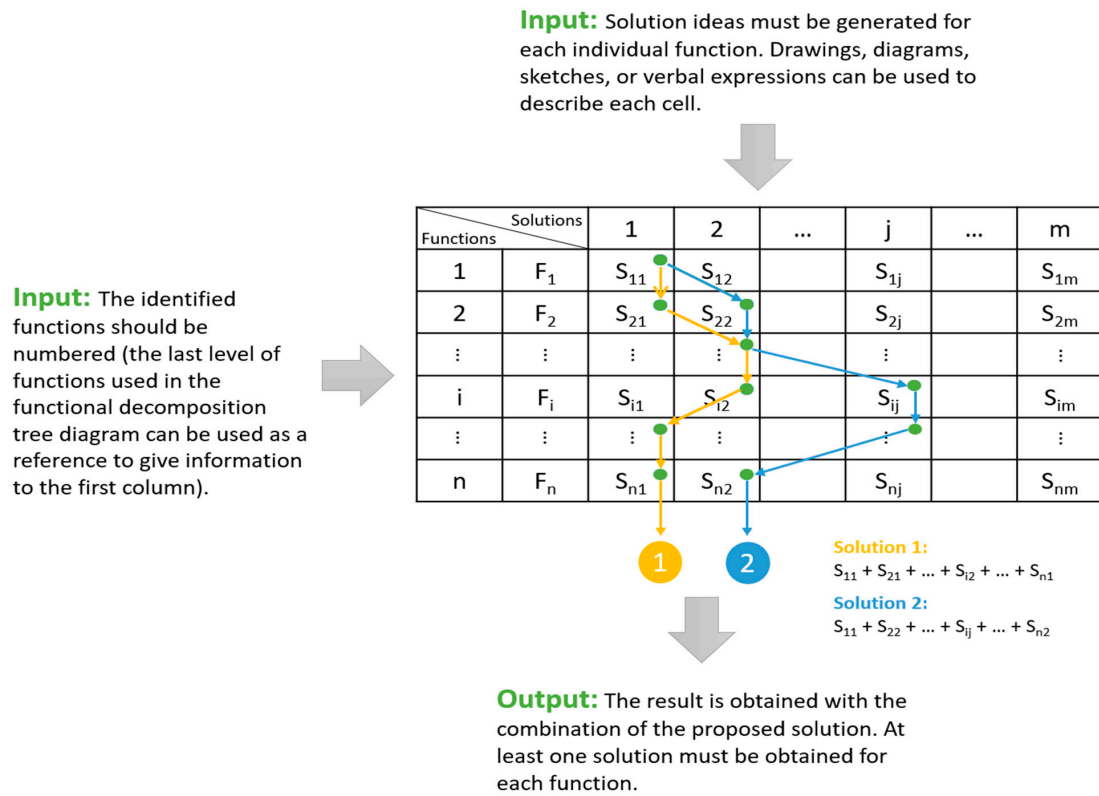 Input: Solution ideas must be generated for
each individual function. Drawings, diagrams,
sketches, or verbal expressions can be used to
describe each cell.
Input: The identified
functions should be
numbered (the last level of
functions used in the
functional decomposition
tree diagram can be used as a
reference to give information
to the first column).
Solutions
Functions
1 2 ... j ... m
1 F₁ S₁₁ S₁₂ S₁ⱼ S₁ₘ
2 F₂ S₂₁ S₂₂ S₂ⱼ S₂ₘ
⋮ ⋮ ⋮ ⋮ ⋮ ⋮
i Fᵢ Sᵢ₁ Sᵢ₂ Sᵢⱼ Sᵢₘ
⋮ ⋮ ⋮ ⋮ ⋮ ⋮
n Fₙ Sₙ₁ Sₙ₂ Sₙⱼ Sₙₘ
1 2
Solution 1:
S₁₁ + S₂₁ + ... + Sᵢ₂ + ... + Sₙ₁
Solution 2:
S₁₁ + S₂₂ + ... + Sᵢⱼ + ... + Sₙ₂
Output: The result is obtained with the
combination of the proposed solution. At
least one solution must be obtained for
each function.